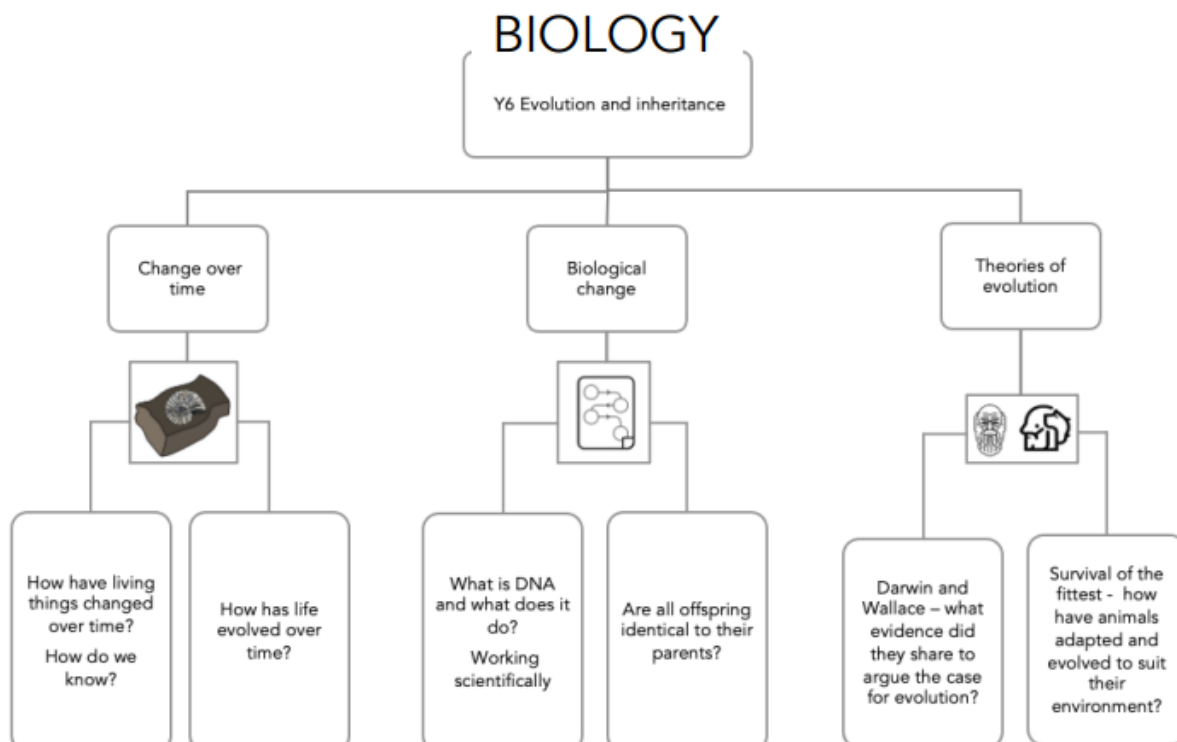 BIOLOGY
Y6 Evolution and inheritance
Change over
time
Biological
change
Theories of
evolution
How have living
things changed
over time?
How do we
know?
How has life
evolved over
time?
What is DNA
and what does it
do?
Working
scientifically
Are all offspring
identical to their
parents?
Darwin and
Wallace – what
evidence did
they share to
argue the case
for evolution?
Survival of the
fittest -  how
have animals
adapted and
evolved to suit
their
environment?